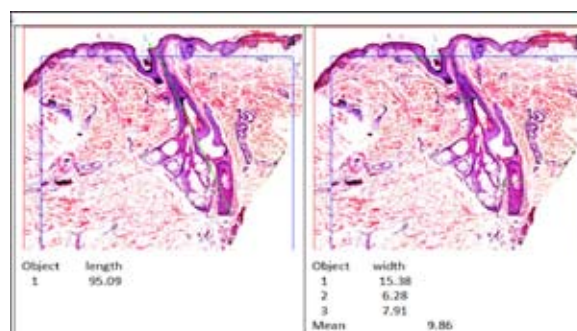 Object length
1 95.09
Object width
1 15.38
2 6.28
3 7.91
Mean 9.86